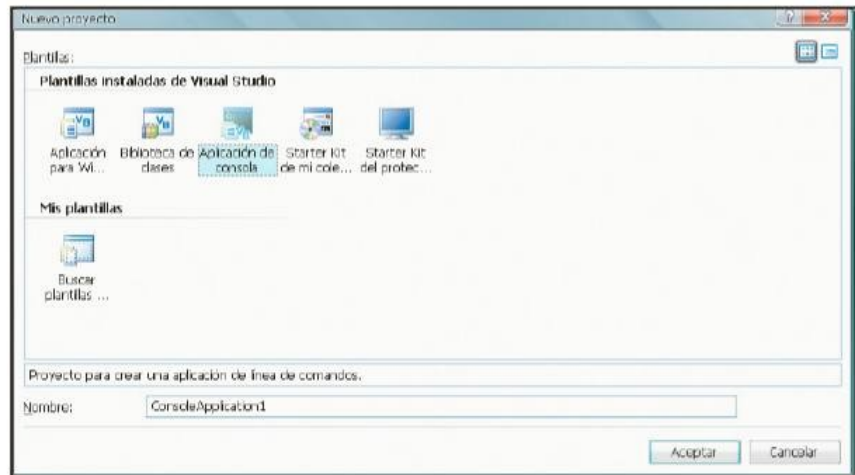 Nuevo proyecto
Plantillas:
Plantillas instaladas de Visual Studio
Aplicación para Wi...
Biblioteca de clases
Aplicación de consola
Starter Kit de mi cole...
Starter Kit del protec...
Mis plantillas
Buscar plantillas ...
Proyecto para crear una aplicación de línea de comandos.
Nombre: ConsoleApplication1
Aceptar Cancelar